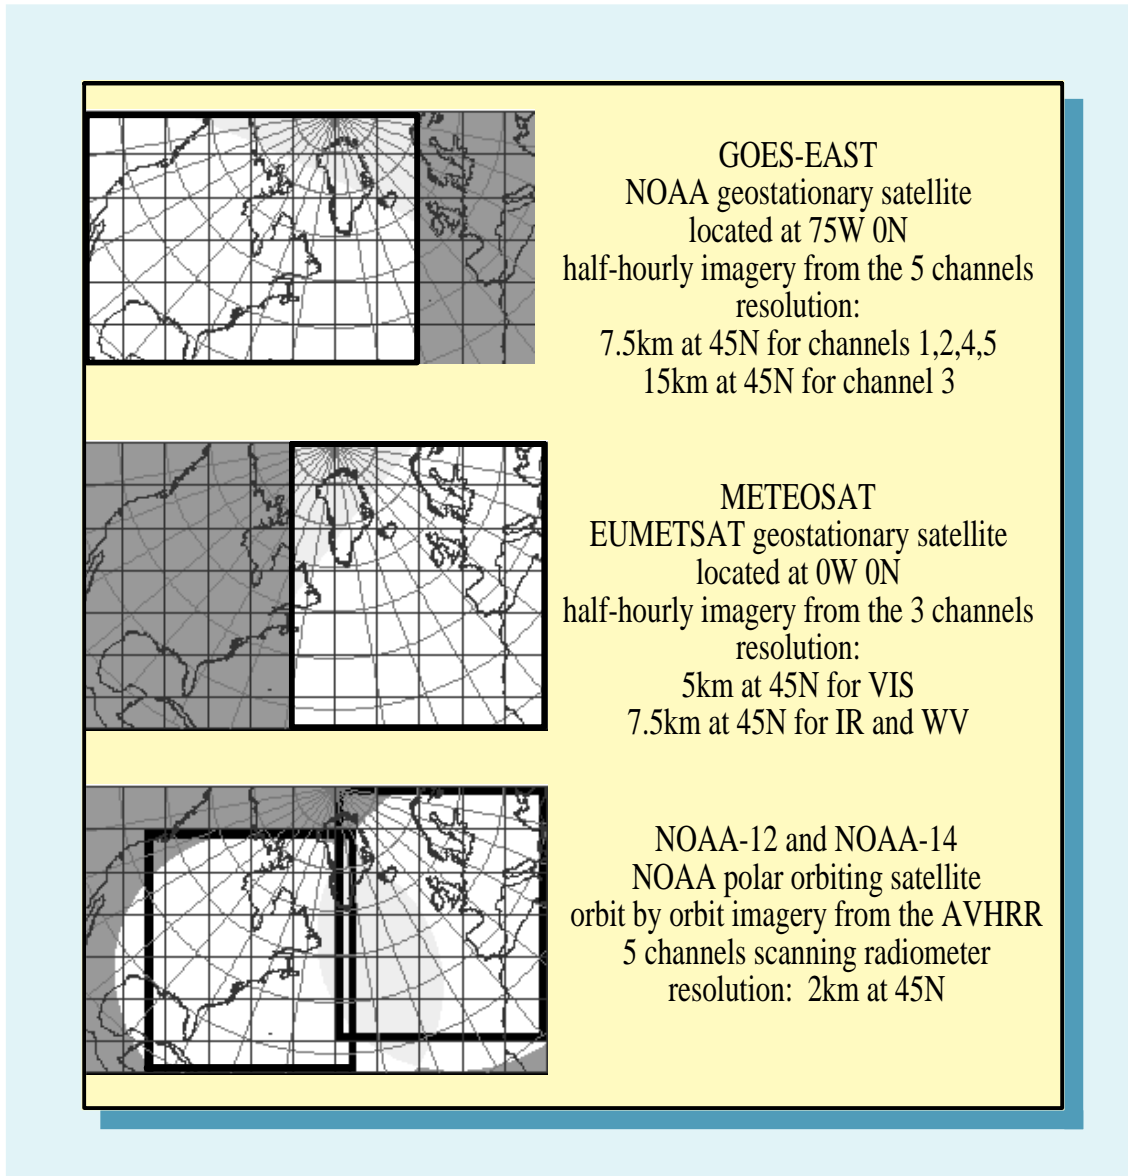 GOES-EAST
NOAA geostationary satellite
located at 75W 0N
half-hourly imagery from the 5 channels
resolution:
7.5km at 45N for channels 1,2,4,5
15km at 45N for channel 3
METEOSAT
EUMETSAT geostationary satellite
located at 0W 0N
half-hourly imagery from the 3 channels
resolution:
5km at 45N for VIS
7.5km at 45N for IR and WV
NOAA-12 and NOAA-14
NOAA polar orbiting satellite
orbit by orbit imagery from the AVHRR
5 channels scanning radiometer
resolution:  2km at 45N